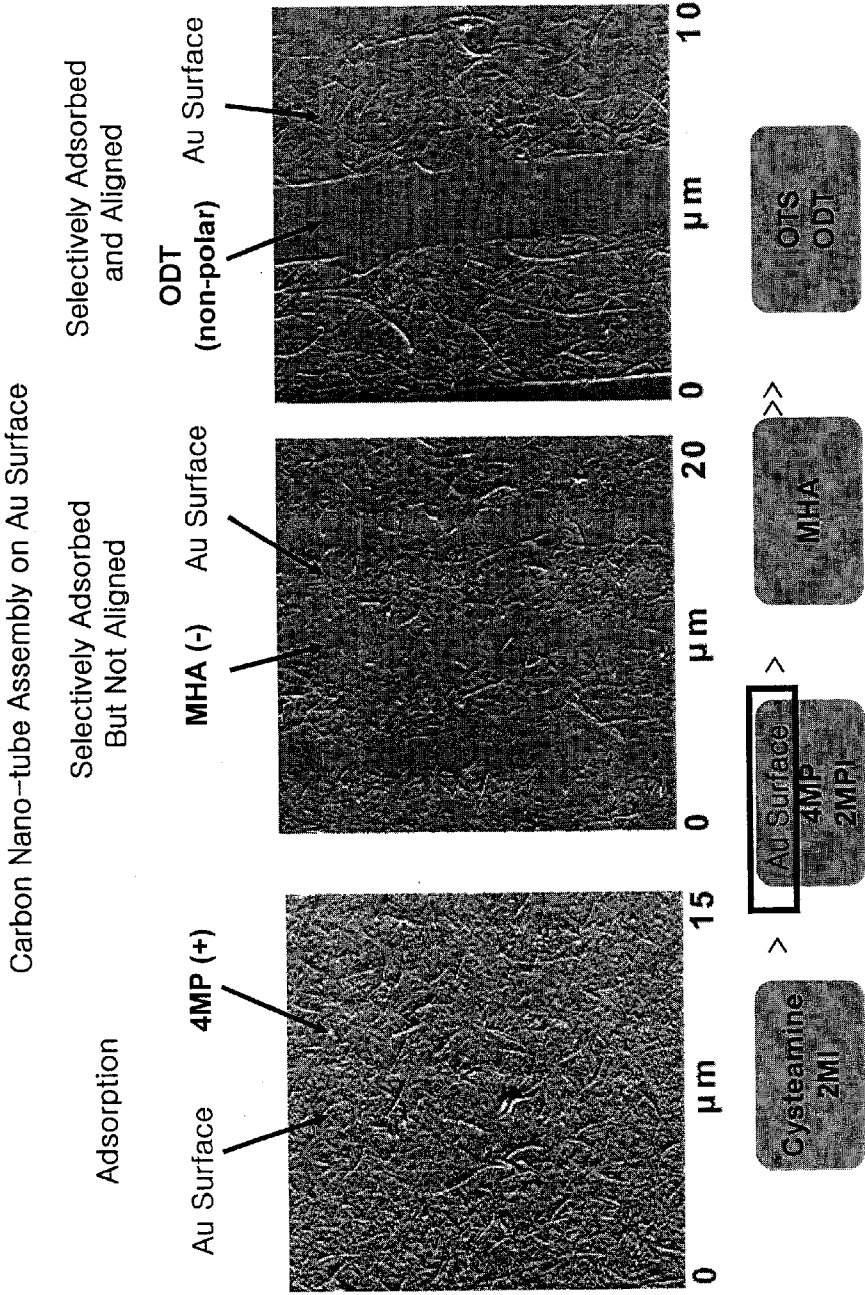 Carbon Nano-tube Assembly on Au Surface
Adsorption
Au Surface
4MP (+)
0
μm
15
Selectively Adsorbed
But Not Aligned
MHA (-)
Au Surface
0
μm
20
Selectively Adsorbed
and Aligned
ODT
(non-polar)
Au Surface
0
μm
10
Cysteamine
2MI
>
Au Surface
4MP
2MPI
>
MHA
>>
OTS
ODT